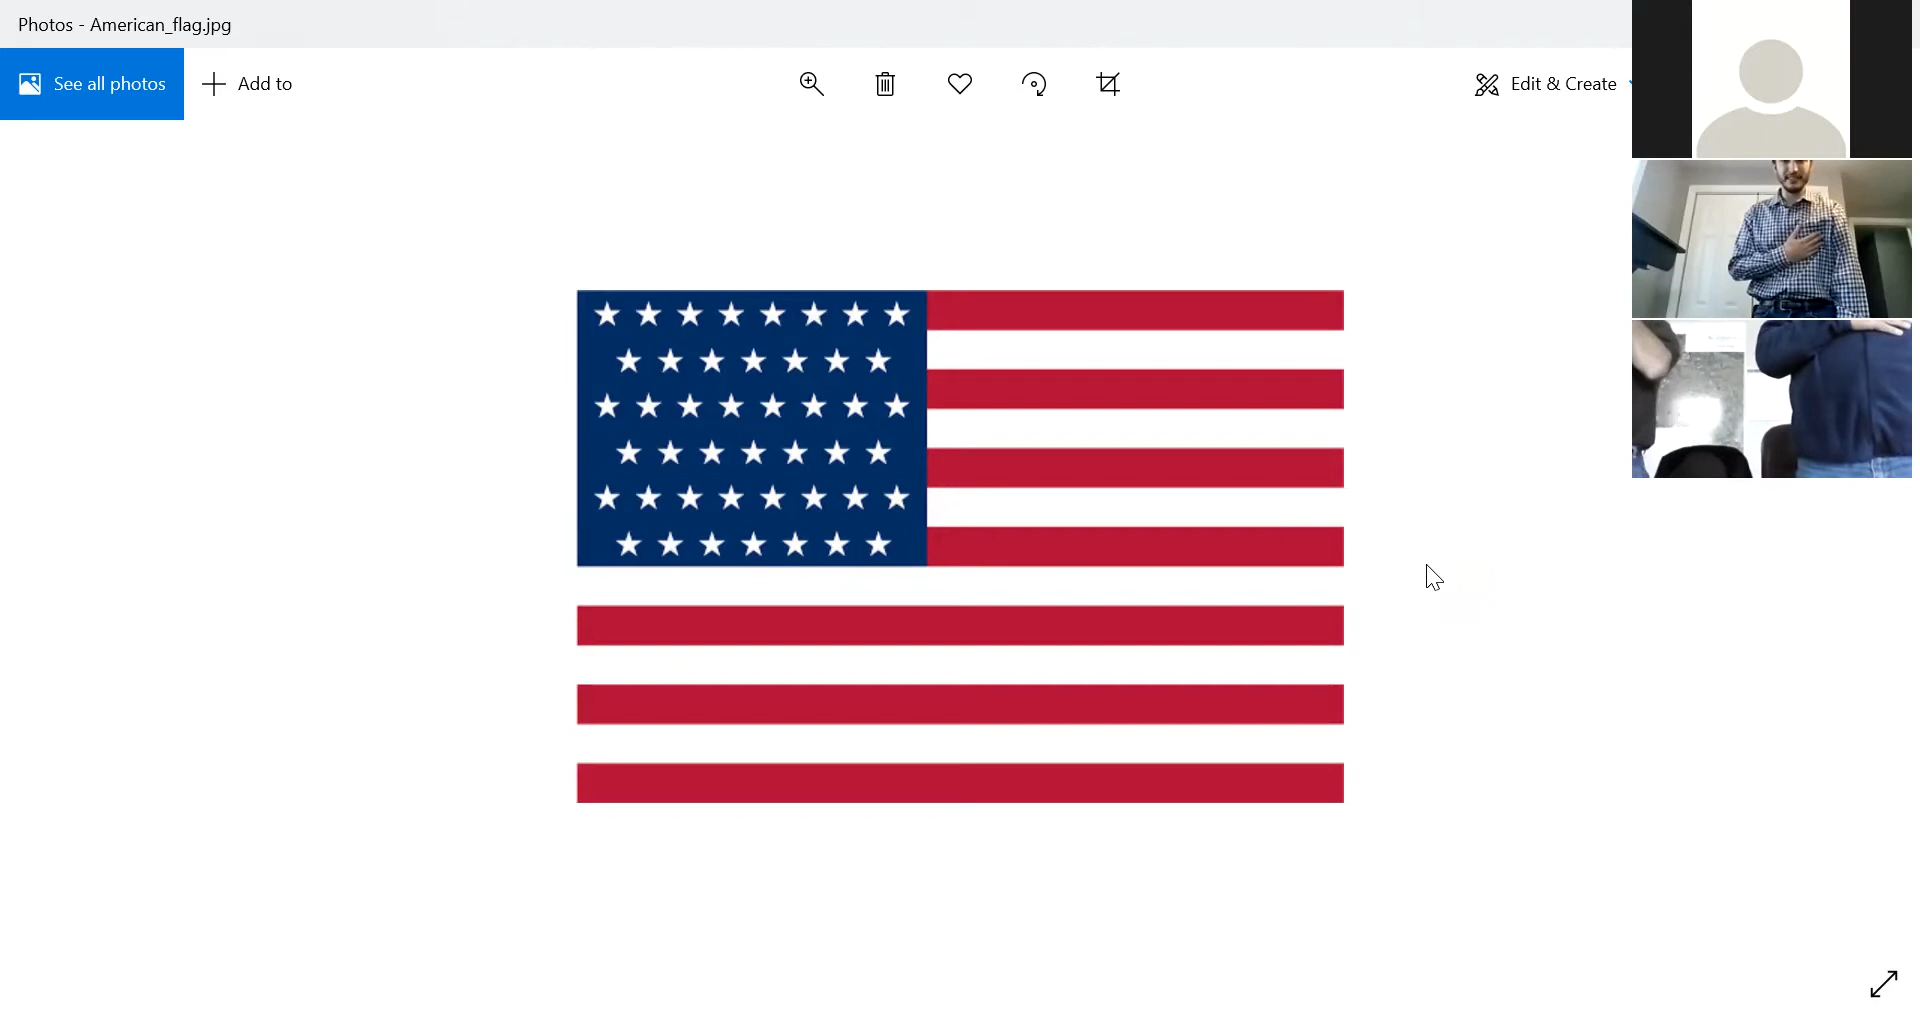 Photos - American_flag.jpg
See all photos
Add to
Edit & Create